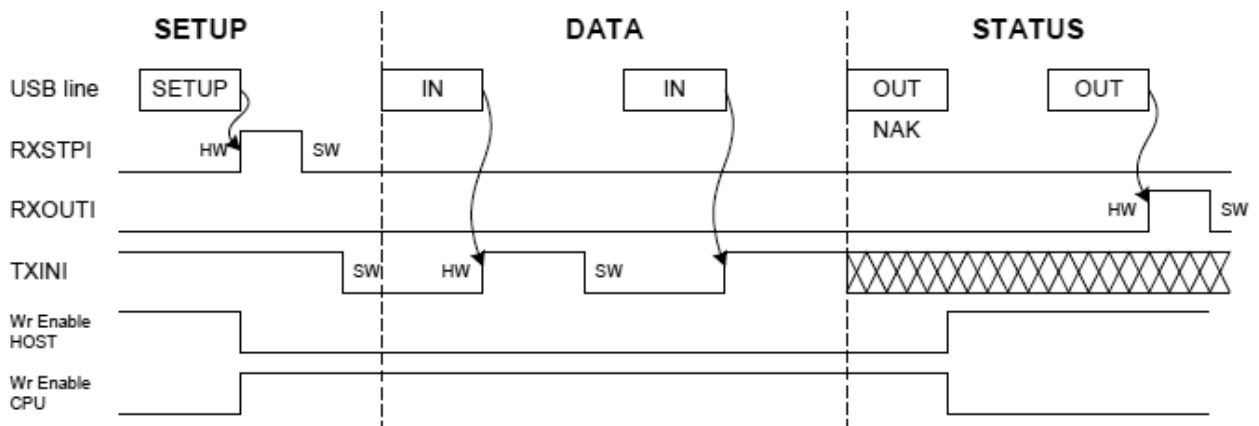 SETUP DATA STATUS
USB line SETUP IN IN OUT OUT
NAK
RXSTPI HW SW
RXOUTI HW SW
TXINI SW HW SW
Wr Enable
HOST
Wr Enable
CPU